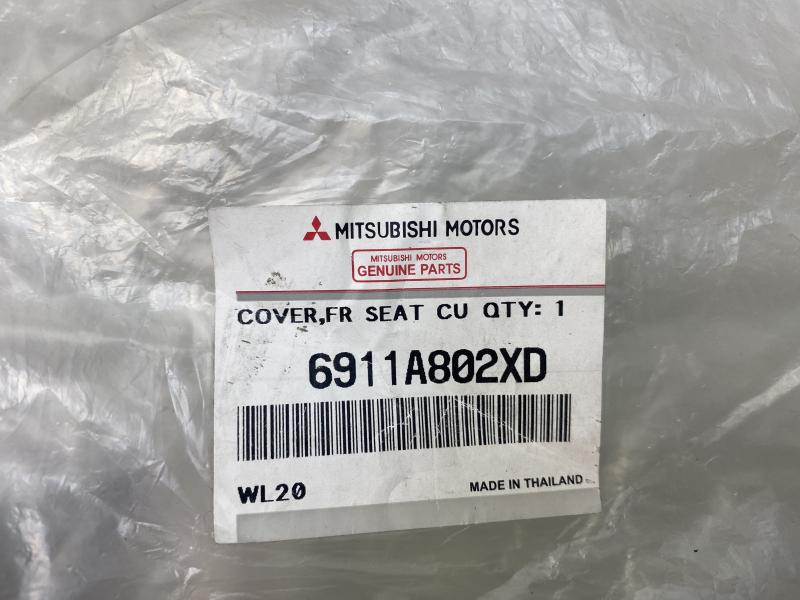 MITSUBISHI MOTORS
MITSUBISHI MOTORS
GENUINE PARTS
COVER,FR SEAT CU QTY: 1
6911A802XD
WL20
MADE IN THAILAND